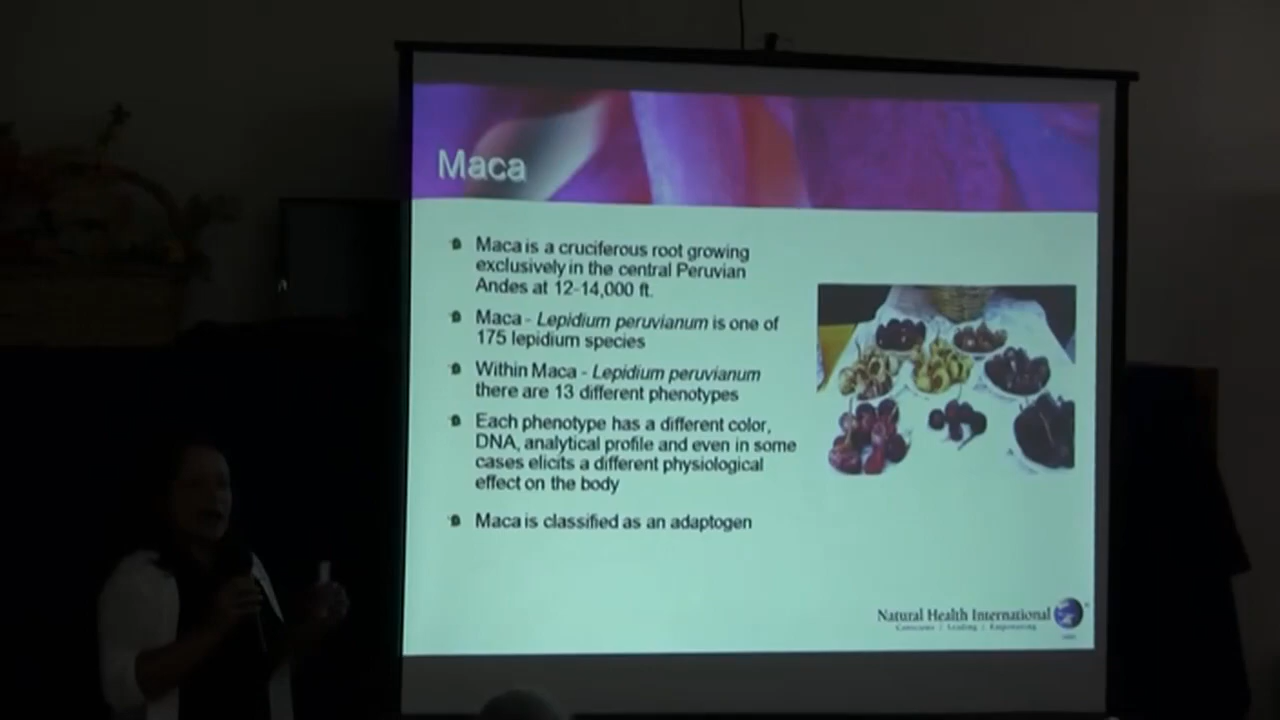 Maca
Maca is a cruciferous root growing
exclusively in the central Peruvian
Andes at 12-14,000 ft.
Maca - Lepidium peruvianum is one of
175 lepidium species
Within Maca - Lepidium peruvianum
there are 13 different phenotypes
Each phenotype has a different color,
DNA, analytical profile and even in some
cases elicits a different physiological
effect on the body
Maca is classified as an adaptogen
Natural Health International
| Leading | Empowering